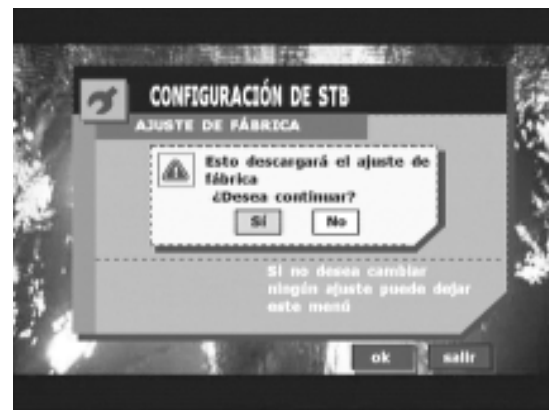 CONFIGURACIÓN DE STB
AJUSTE DE FÁBRICA
Esto descargará el ajuste de
fábrica
¿Desea continuar?
Sí No
Si no desea cambiar
ningún ajuste puede dejar
este menú
ok salir